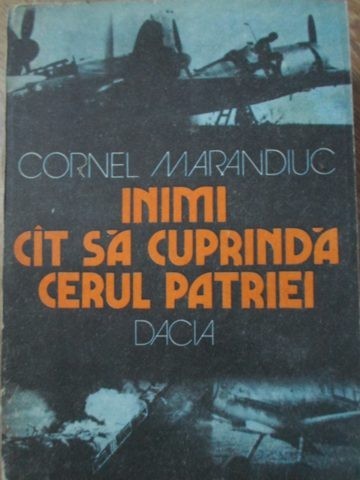 CORNEL MARANDIUC
INIMI
CÎT SĂ CUPRINDĂ
CERUL PATRIEI
DACIA